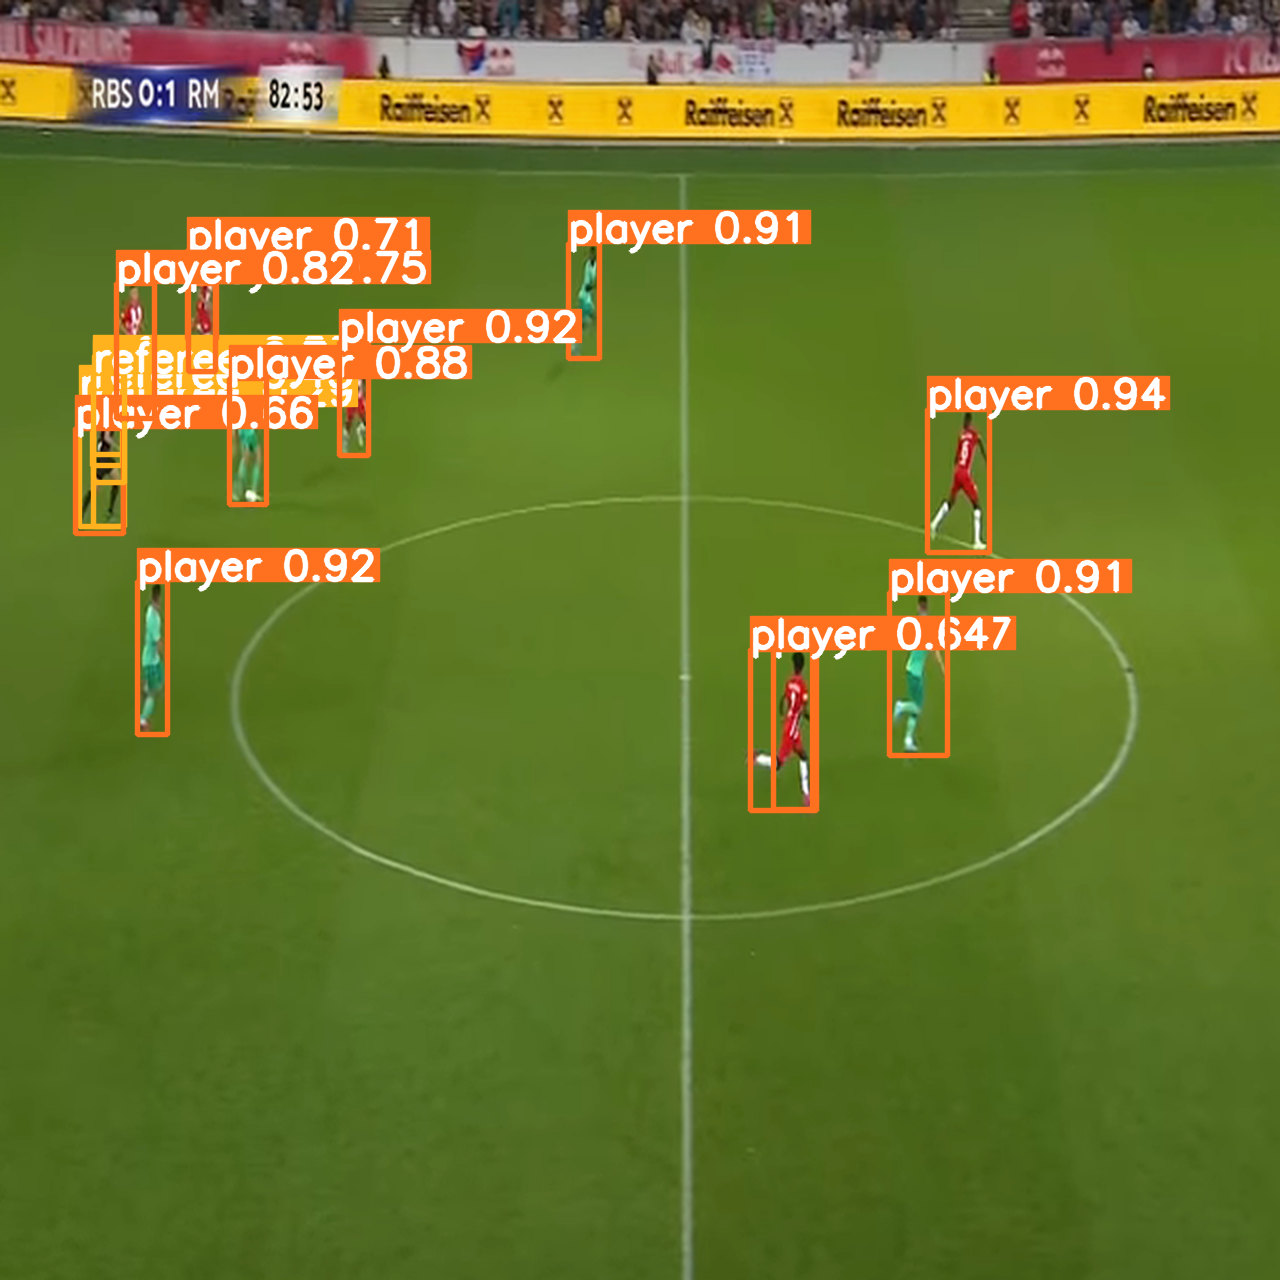 ULL SALZBURG
RBS 0:1 RM 82:53
Raiffeisen Raiffeisen Raiffeisen Raiffeisen
player 0.71
player 0.91
player 0.82.75
player 0.92
referee
player 0.88
player 0.66
player 0.94
player 0.92
player 0.91
player 0.647